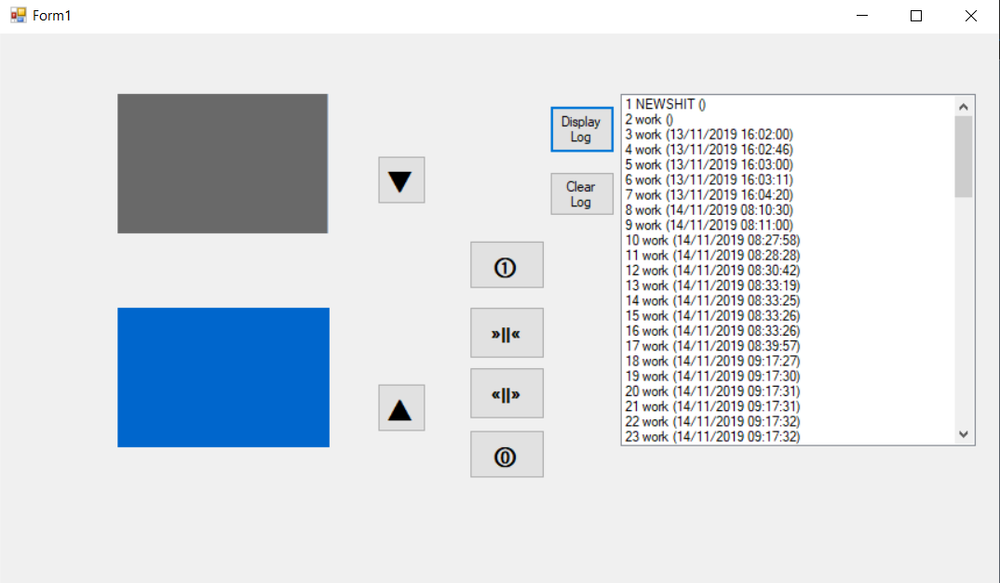 Form1
▼
▲
①
»||«
«||»
⓪
Display
Log
Clear
Log
1 NEWSHIT ()
2 work ()
3 work (13/11/2019 16:02:00)
4 work (13/11/2019 16:02:46)
5 work (13/11/2019 16:03:00)
6 work (13/11/2019 16:03:11)
7 work (13/11/2019 16:04:20)
8 work (14/11/2019 08:10:30)
9 work (14/11/2019 08:11:00)
10 work (14/11/2019 08:27:58)
11 work (14/11/2019 08:28:28)
12 work (14/11/2019 08:30:42)
13 work (14/11/2019 08:33:19)
14 work (14/11/2019 08:33:25)
15 work (14/11/2019 08:33:26)
16 work (14/11/2019 08:33:26)
17 work (14/11/2019 08:39:57)
18 work (14/11/2019 09:17:27)
19 work (14/11/2019 09:17:30)
20 work (14/11/2019 09:17:31)
21 work (14/11/2019 09:17:31)
22 work (14/11/2019 09:17:32)
23 work (14/11/2019 09:17:32)